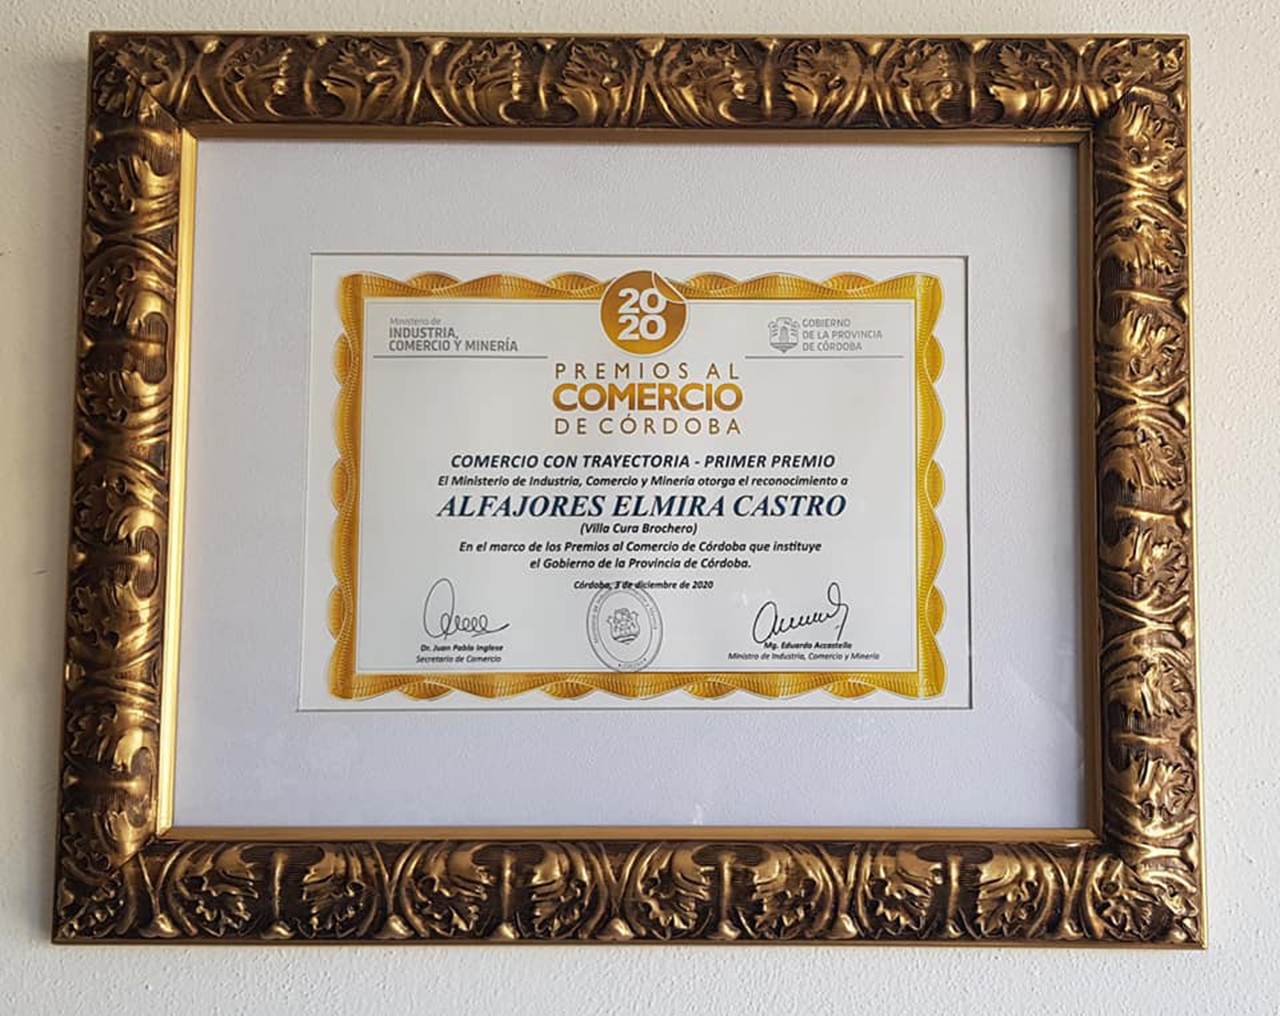 Ministerio de
INDUSTRIA,
COMERCIO Y MINERÍA
20
20
GOBIERNO
DE LA PROVINCIA
DE CÓRDOBA
PREMIOS AL
COMERCIO
DE CÓRDOBA
COMERCIO CON TRAYECTORIA - PRIMER PREMIO
El Ministerio de Industria, Comercio y Minería otorga el reconocimiento a
ALFAJORES ELMIRA CASTRO
(Villa Cura Brochero)
En el marco de los Premios al Comercio de Córdoba que instituye
el Gobierno de la Provincia de Córdoba.
Córdoba, 3 de diciembre de 2020
Dr. Juan Pablo Inglese
Secretario de Comercio
Mg. Eduardo Accastello
Ministro de Industria, Comercio y Minería